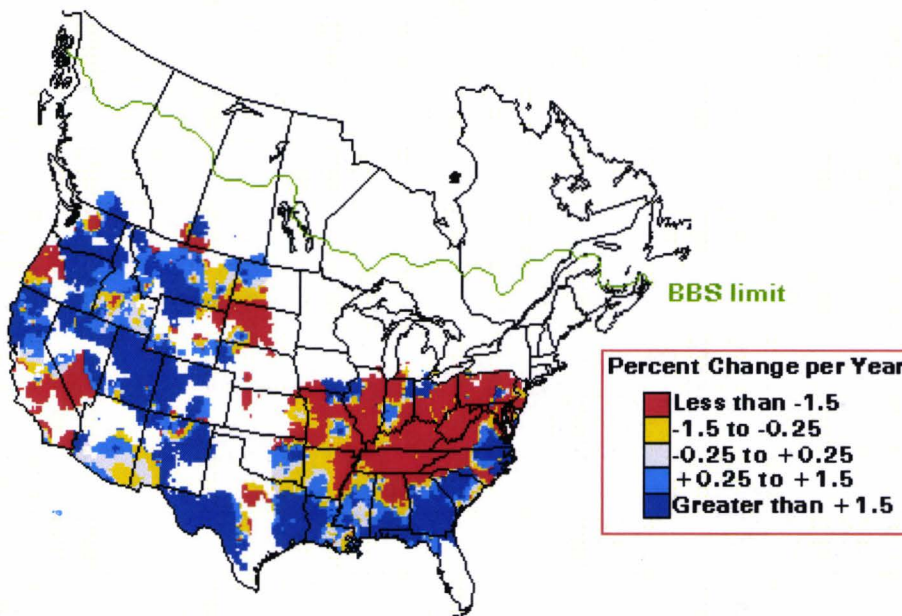 BBS limit
Percent Change per Year
Less than -1.5
-1.5 to -0.25
-0.25 to +0.25
+0.25 to +1.5
Greater than +1.5